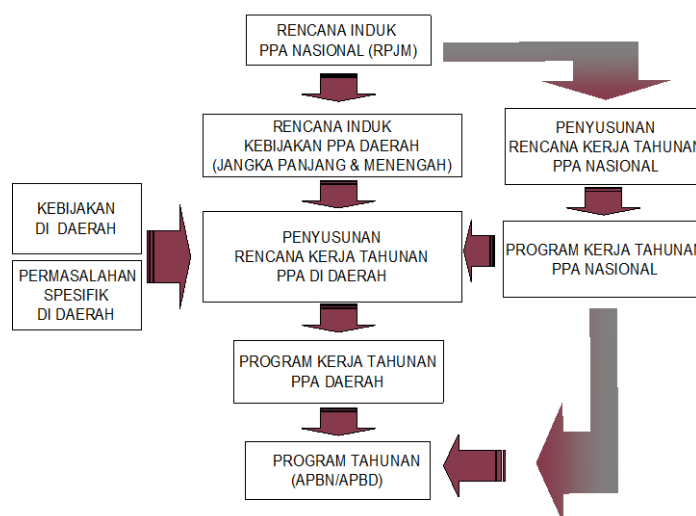 RENCANA INDUK
PPA NASIONAL (RPJM)
RENCANA INDUK
KEBIJAKAN PPA DAERAH
(JANGKA PANJANG & MENENGAH)
PENYUSUNAN
RENCANA KERJA TAHUNAN
PPA NASIONAL
KEBIJAKAN
DI DAERAH
PERMASALAHAN
SPESIFIK
DI DAERAH
PENYUSUNAN
RENCANA KERJA TAHUNAN
PPA DI DAERAH
PROGRAM KERJA TAHUNAN
PPA NASIONAL
PROGRAM KERJA TAHUNAN
PPA DAERAH
PROGRAM TAHUNAN
(APBN/APBD)